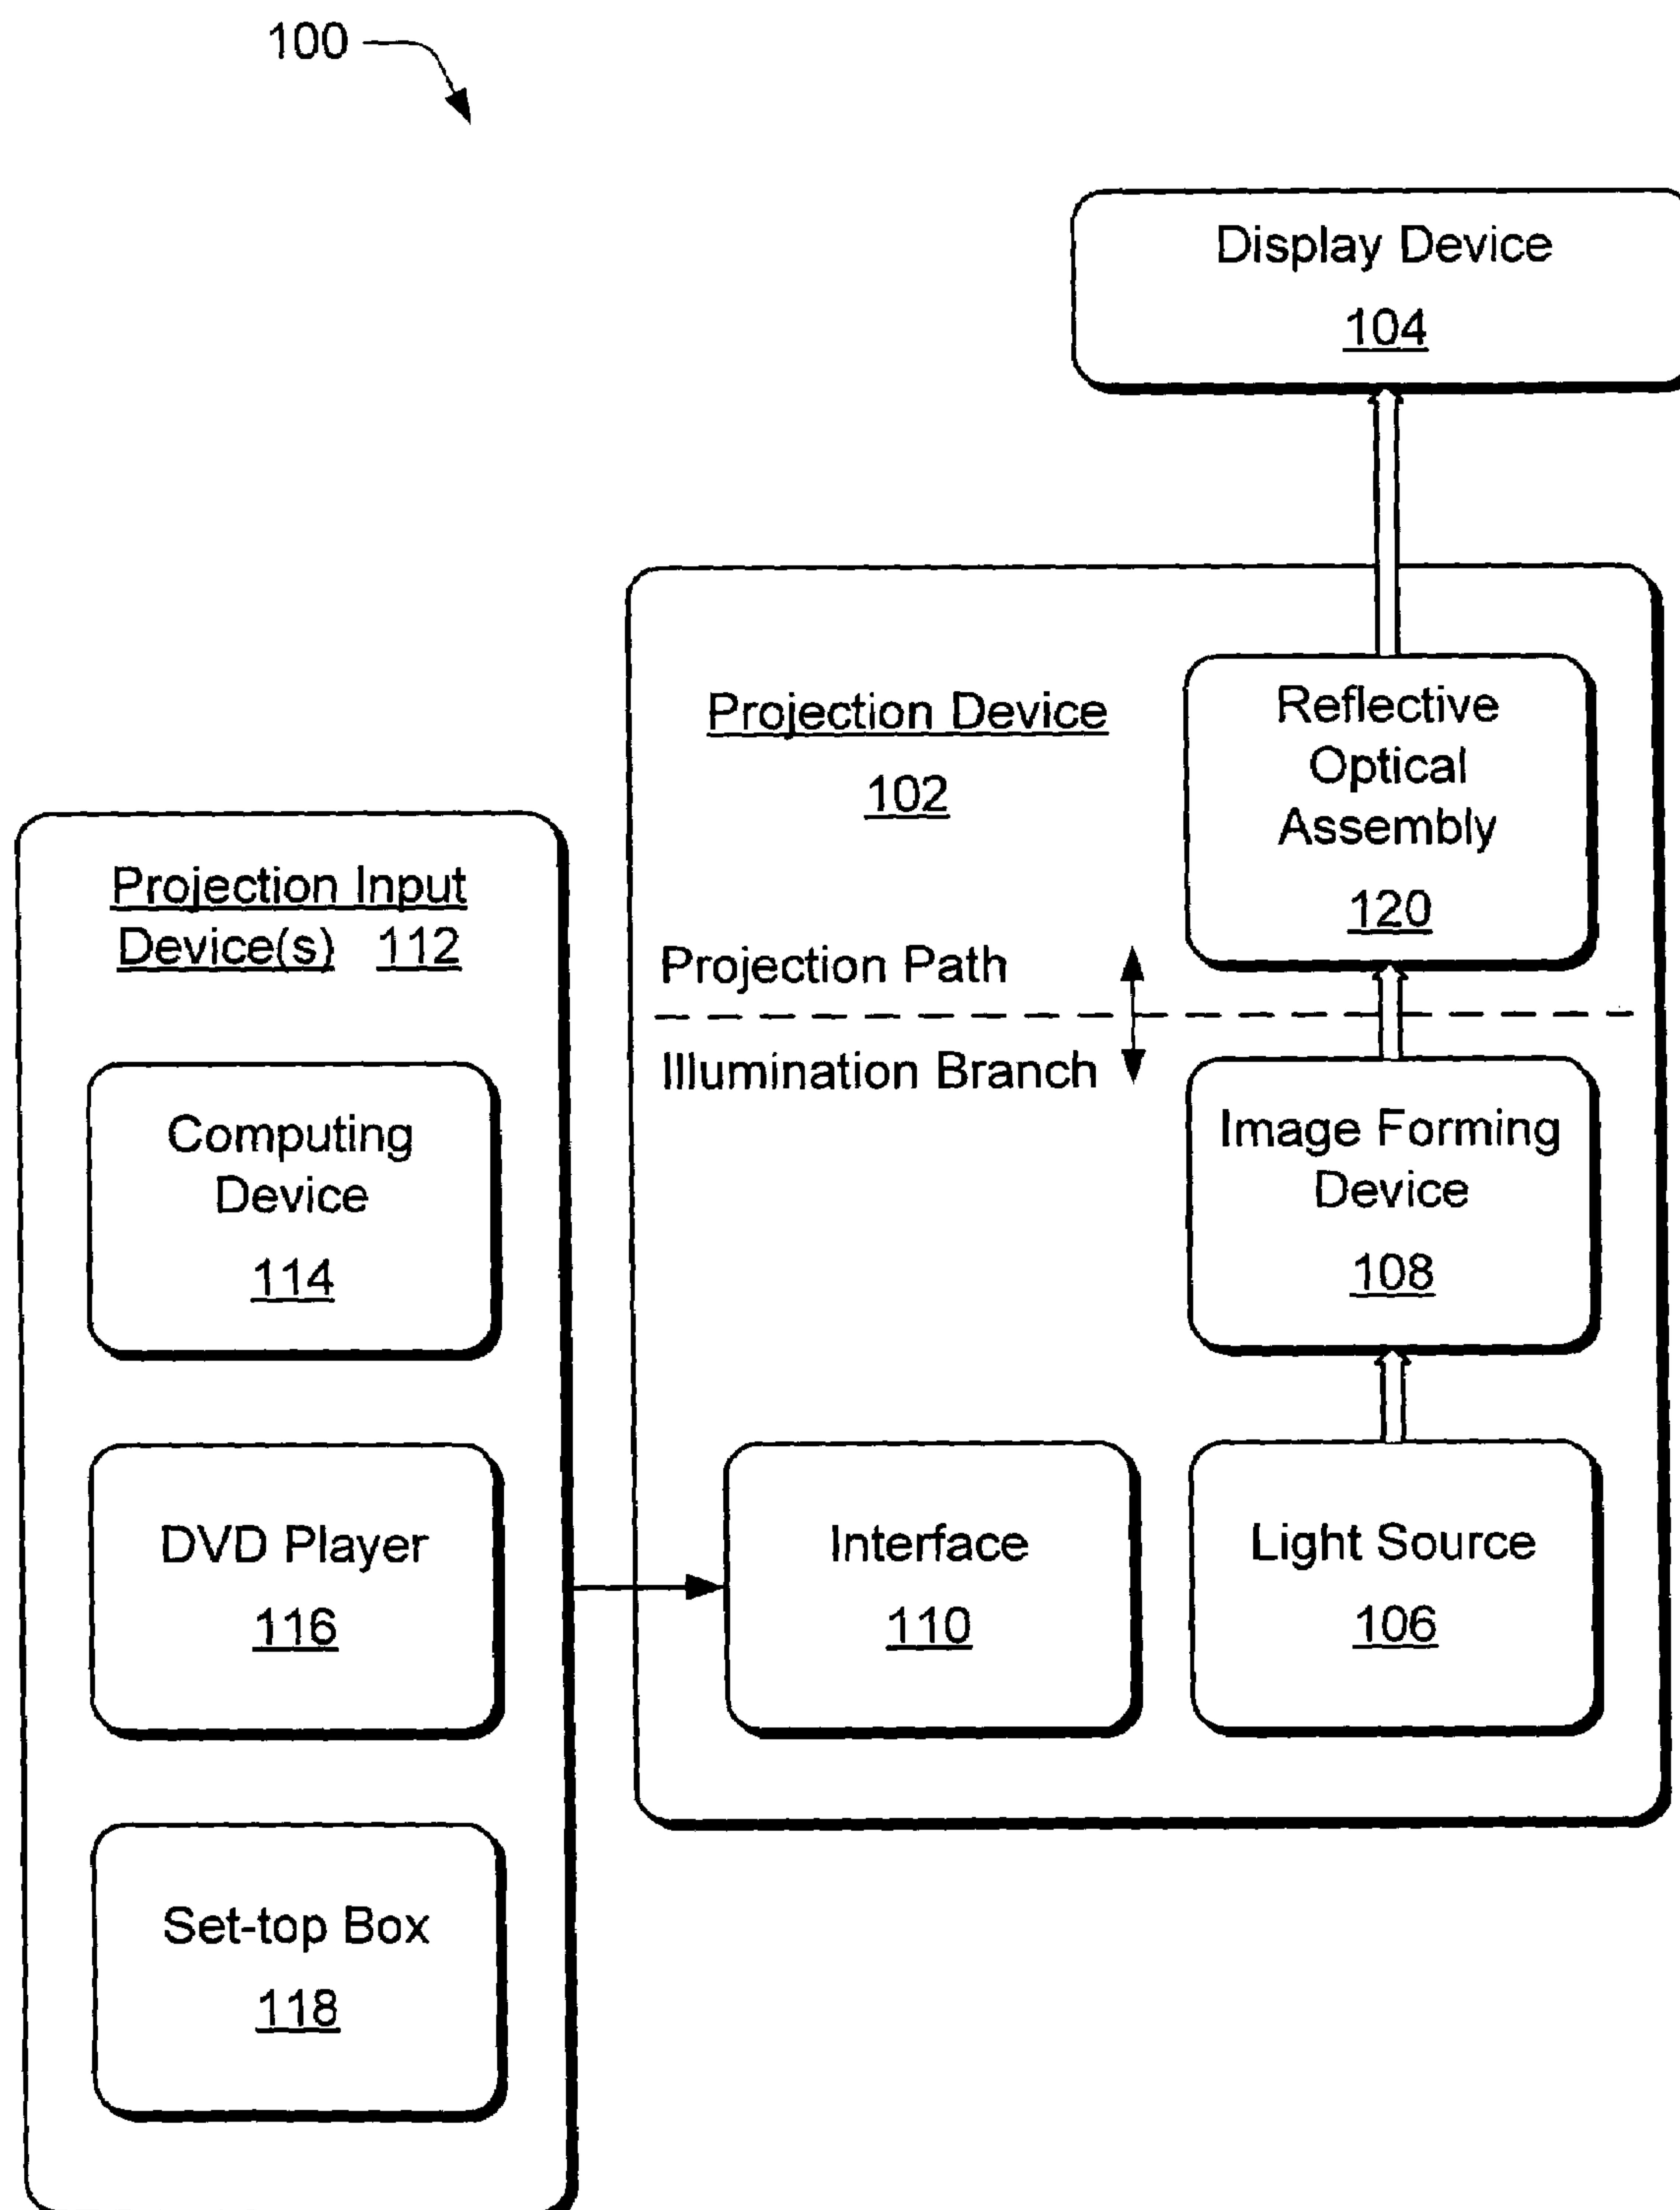 100
Display Device
104
Projection Device
102
Reflective
Optical
Assembly
120
Projection Path
Illumination Branch
Image Forming
Device
108
Interface
110
Light Source
106
Projection Input
Device(s) 112
Computing
Device
114
DVD Player
116
Set-top Box
118